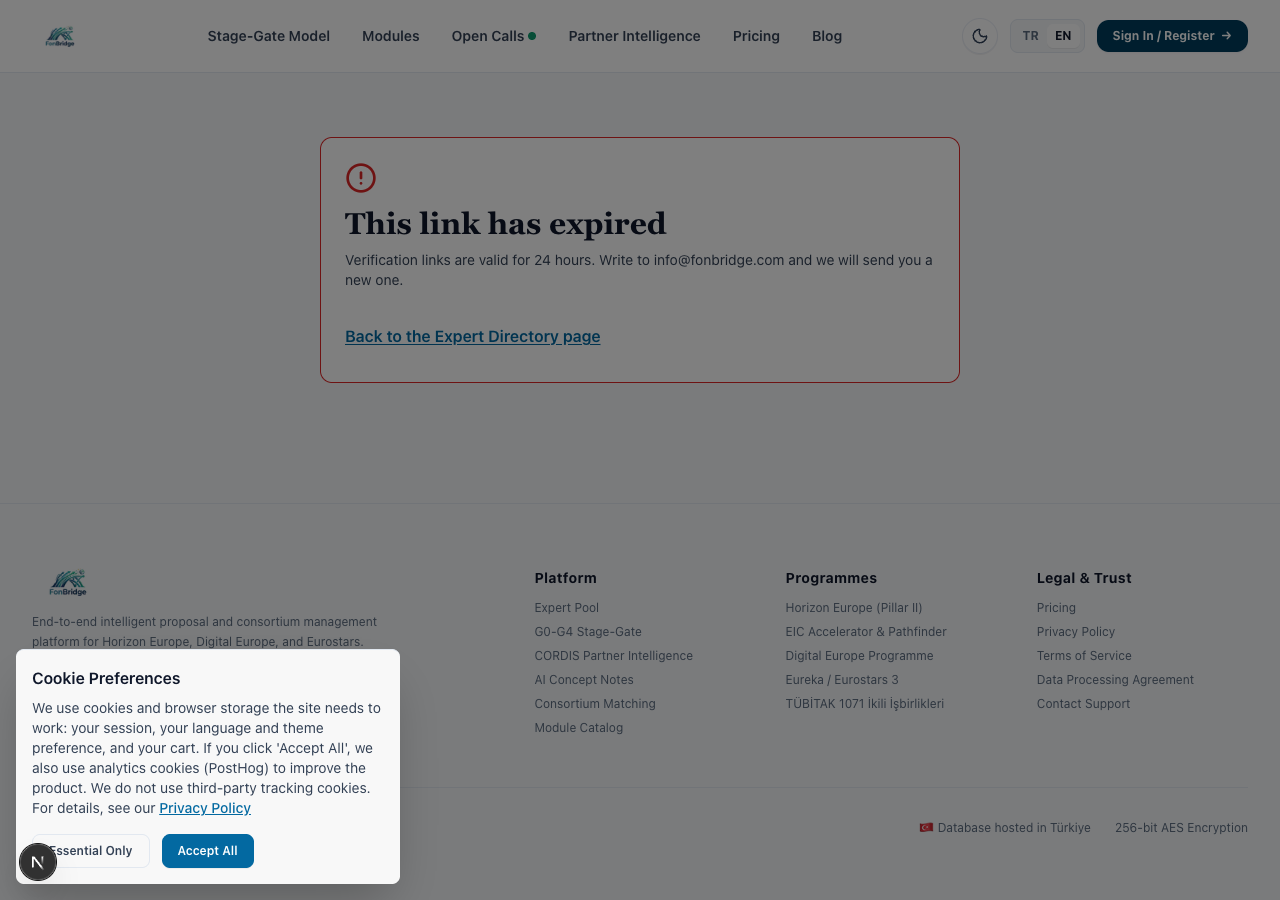 FonBridge
Stage-Gate Model
Modules
Open Calls
Partner Intelligence
Pricing
Blog
TR
EN
Sign In / Register →
This link has expired
Verification links are valid for 24 hours. Write to info@fonbridge.com and we will send you a
new one.
Back to the Expert Directory page
FonBridge
End-to-end intelligent proposal and consortium management
platform for Horizon Europe, Digital Europe, and Eurostars.
Platform
Expert Pool
G0-G4 Stage-Gate
CORDIS Partner Intelligence
AI Concept Notes
Consortium Matching
Module Catalog
Programmes
Horizon Europe (Pillar II)
EIC Accelerator & Pathfinder
Digital Europe Programme
Eureka / Eurostars 3
TÜBİTAK 1071 İkili İşbirlikleri
Legal & Trust
Pricing
Privacy Policy
Terms of Service
Data Processing Agreement
Contact Support
🇹🇷 Database hosted in Türkiye
256-bit AES Encryption
Cookie Preferences
We use cookies and browser storage the site needs to
work: your session, your language and theme
preference, and your cart. If you click 'Accept All', we
also use analytics cookies (PostHog) to improve the
product. We do not use third-party tracking cookies.
For details, see our Privacy Policy
Essential Only
Accept All
N